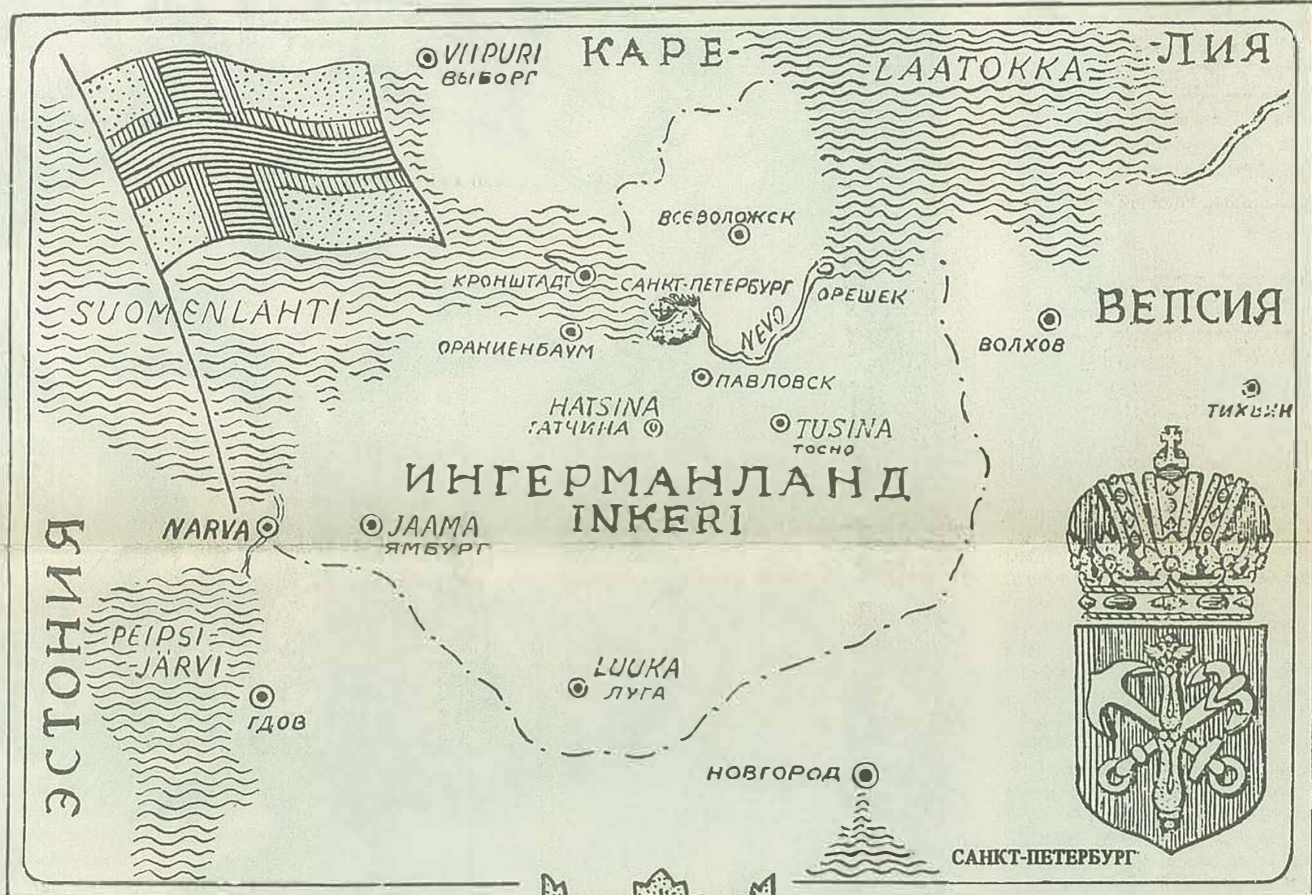 VIIPURI
ВЫБОРГ
КАРЕ-
LAATOKKA
-ЛИЯ
ВСЕВОЛОЖСК
КРОНШТАДТ
САНКТ-ПЕТЕРБУРГ
ОРЕШЕК
SUOMENLAHTI
ВЕПСИЯ
NEVO
ВОЛХОВ
ОРАНИЕНБАУМ
ПАВЛОВСК
ТИХВИН
HATSINA
ГАТЧИНА
TUSINA
ТОСНО
ИНГЕРМАНЛАНД
INKERI
NARVA
JAAMA
ЯМБУРГ
ЭСТОНИЯ
PEIPSI-
-JÄRVI
LUUKA
ЛУГА
ГДОВ
НОВГОРОД
САНКТ-ПЕТЕРБУРГ